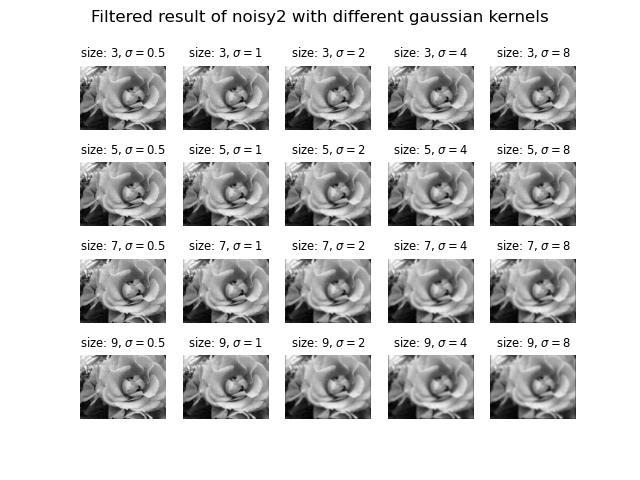 Filtered result of noisy2 with different gaussian kernels
size: 3, σ = 0.5 size: 3, σ = 1 size: 3, σ = 2 size: 3, σ = 4 size: 3, σ = 8
size: 5, σ = 0.5 size: 5, σ = 1 size: 5, σ = 2 size: 5, σ = 4 size: 5, σ = 8
size: 7, σ = 0.5 size: 7, σ = 1 size: 7, σ = 2 size: 7, σ = 4 size: 7, σ = 8
size: 9, σ = 0.5 size: 9, σ = 1 size: 9, σ = 2 size: 9, σ = 4 size: 9, σ = 8